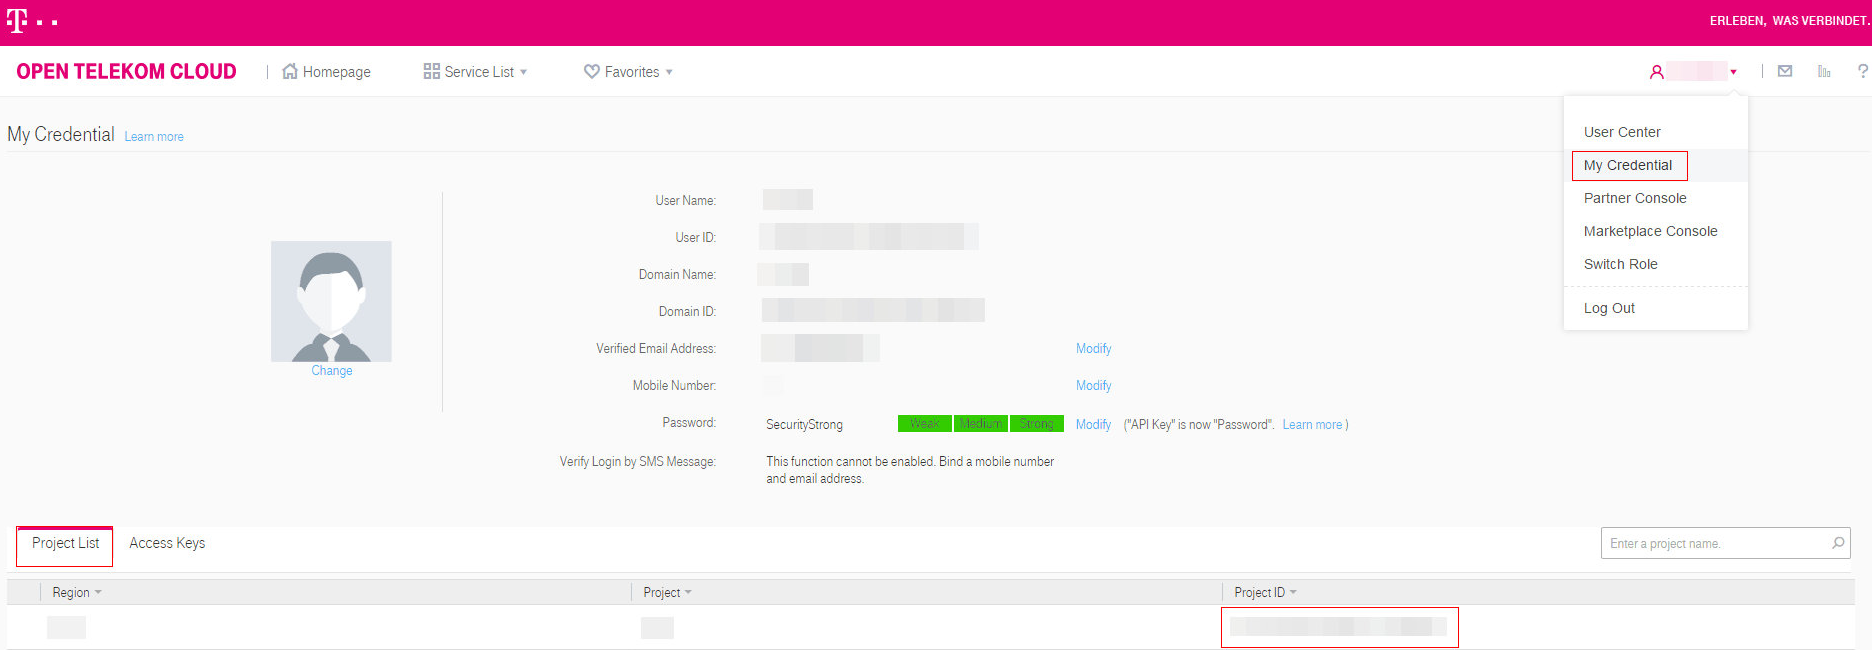 T
ERLEBEN, WAS VERBINDET.
OPEN TELEKOM CLOUD
Homepage
Service List
Favorites
?
My Credential Learn more
User Center
My Credential
Partner Console
Marketplace Console
Switch Role
Log Out
Change
User Name:
User ID:
Domain Name:
Domain ID:
Verified Email Address: Modify
Mobile Number: Modify
Password: SecurityStrong Weak Medium Strong Modify ("API Key" is now "Password". Learn more )
Verify Login by SMS Message: This function cannot be enabled. Bind a mobile number
and email address.
Project List Access Keys
Enter a project name.
Region Project Project ID